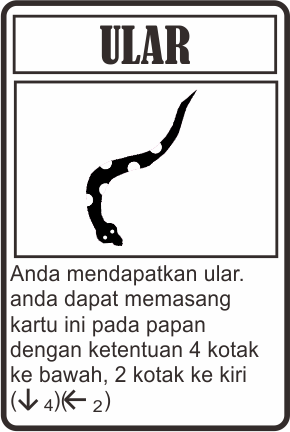 ULAR
Anda mendapatkan ular.
anda dapat memasang
kartu ini pada papan
dengan ketentuan 4 kotak
ke bawah, 2 kotak ke kiri
(↓ 4)(← 2)